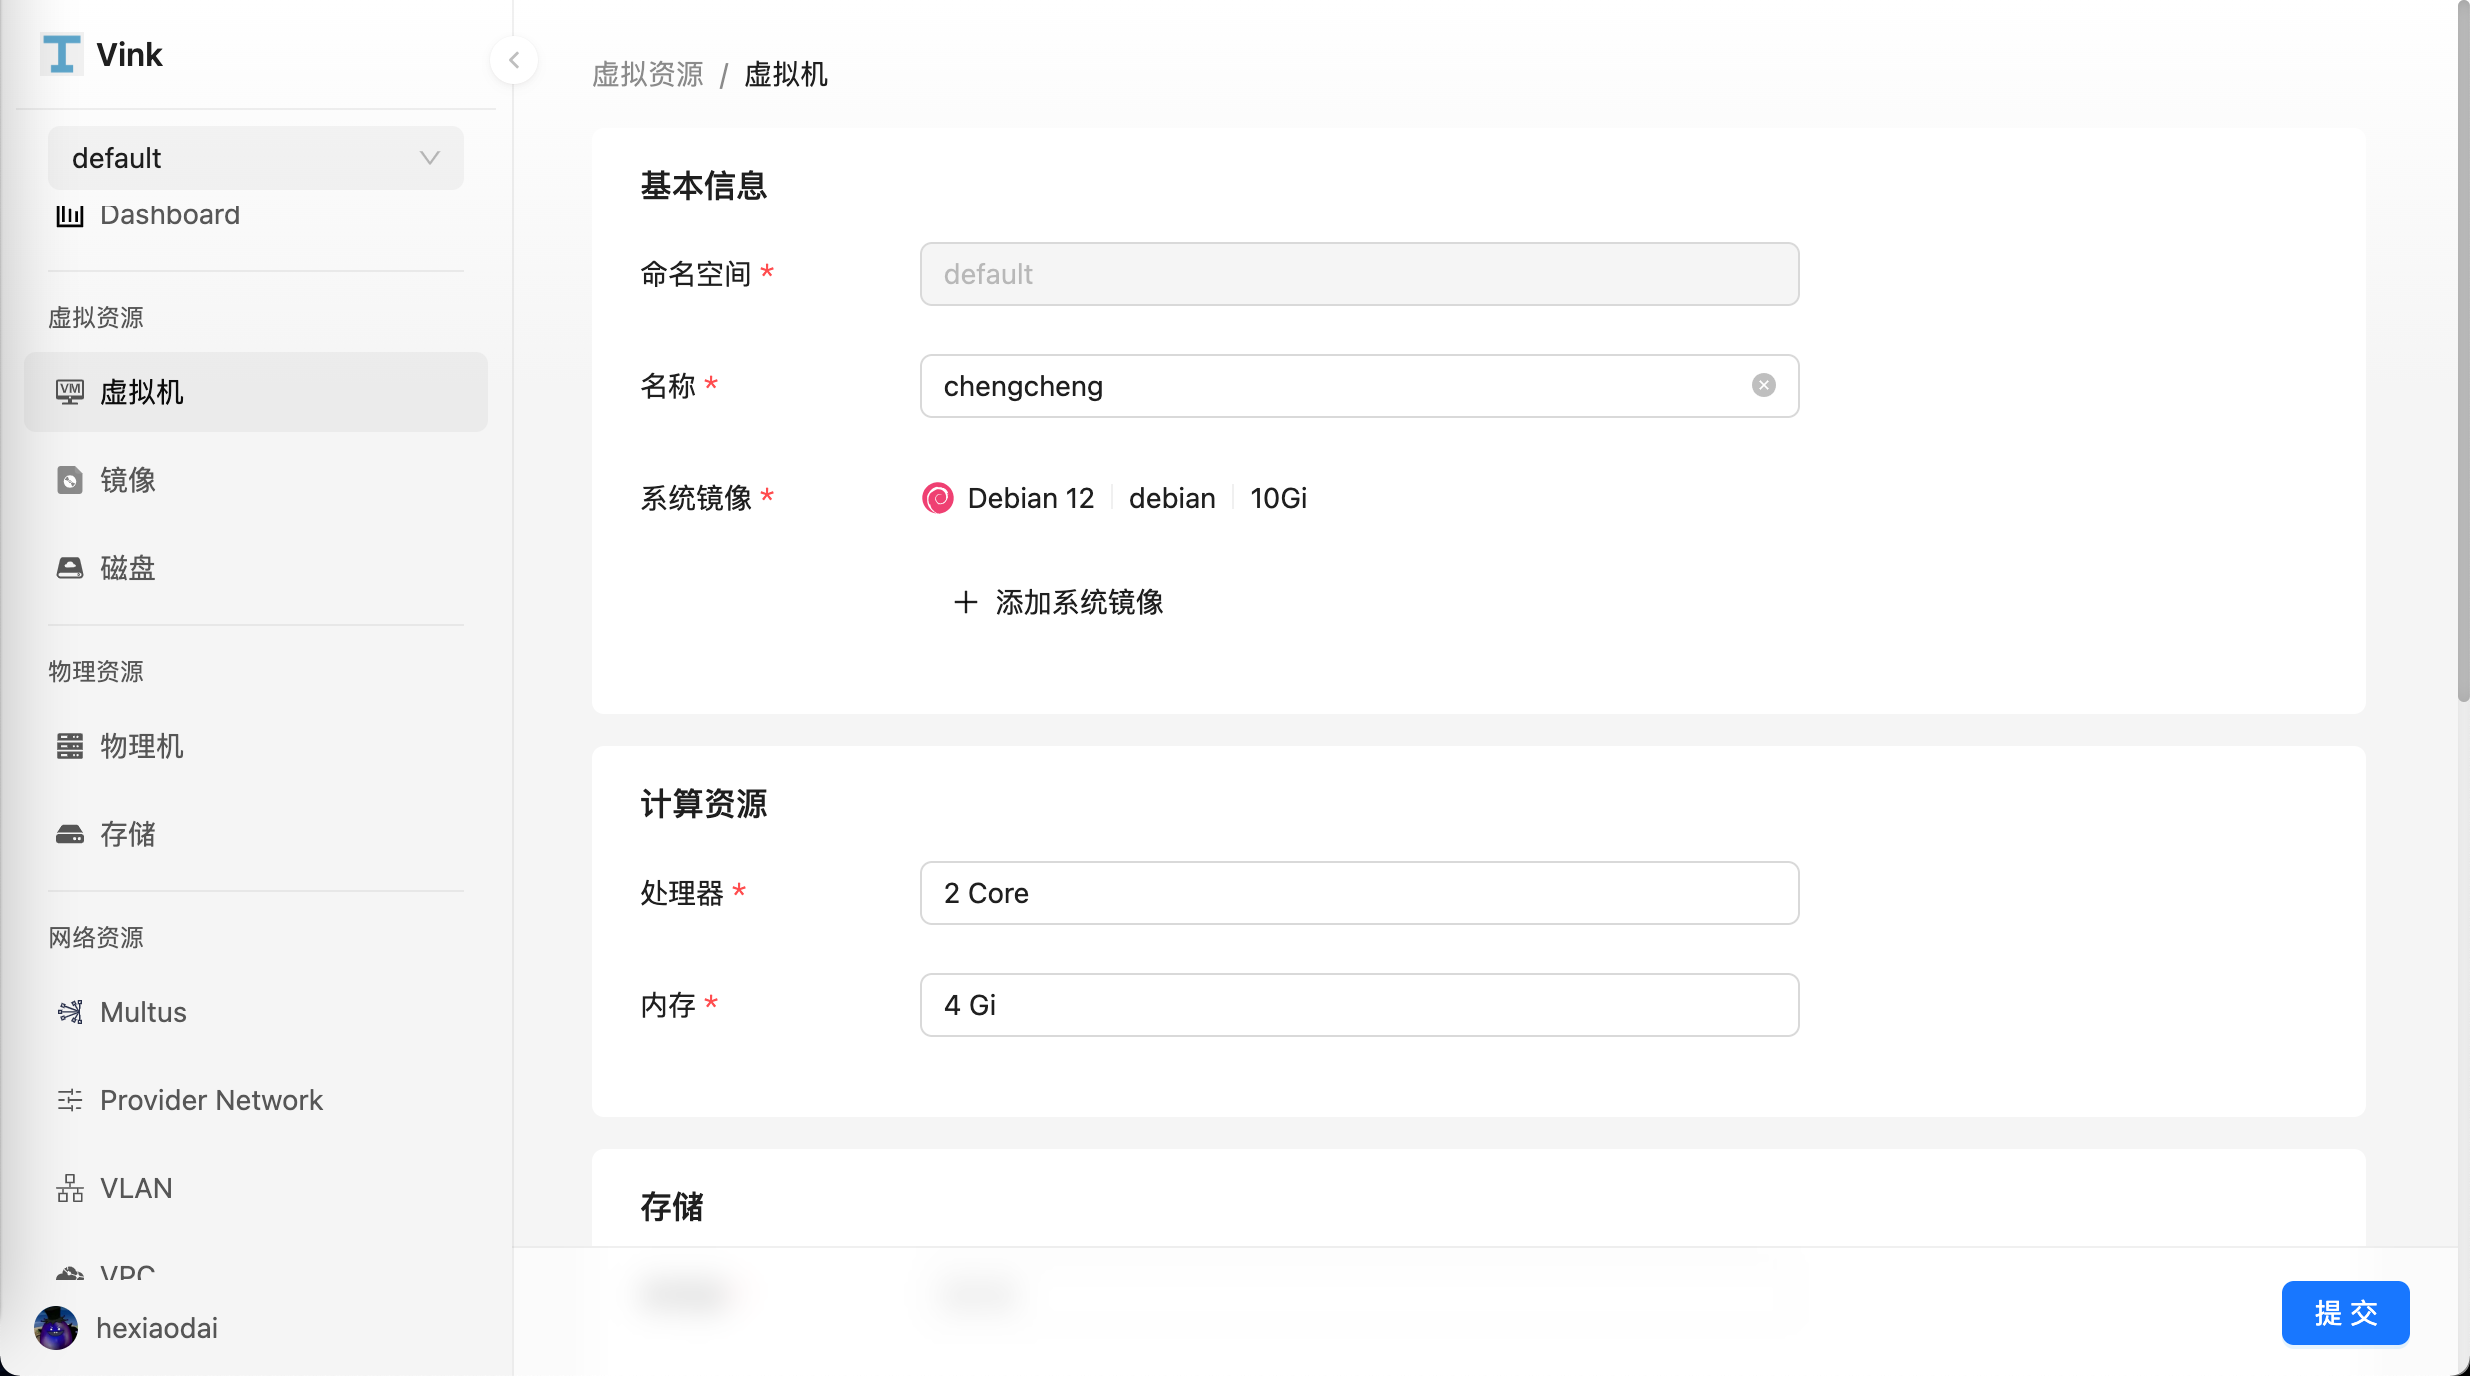 Vink
default
Dashboard
虚拟资源
虚拟机
镜像
磁盘
物理资源
物理机
存储
网络资源
Multus
Provider Network
VLAN
VPC
hexiaodai
虚拟资源 / 虚拟机
基本信息
命名空间 *
default
名称 *
chengcheng
系统镜像 *
Debian 12 debian 10Gi
添加系统镜像
计算资源
处理器 *
2 Core
内存 *
4 Gi
存储
提 交